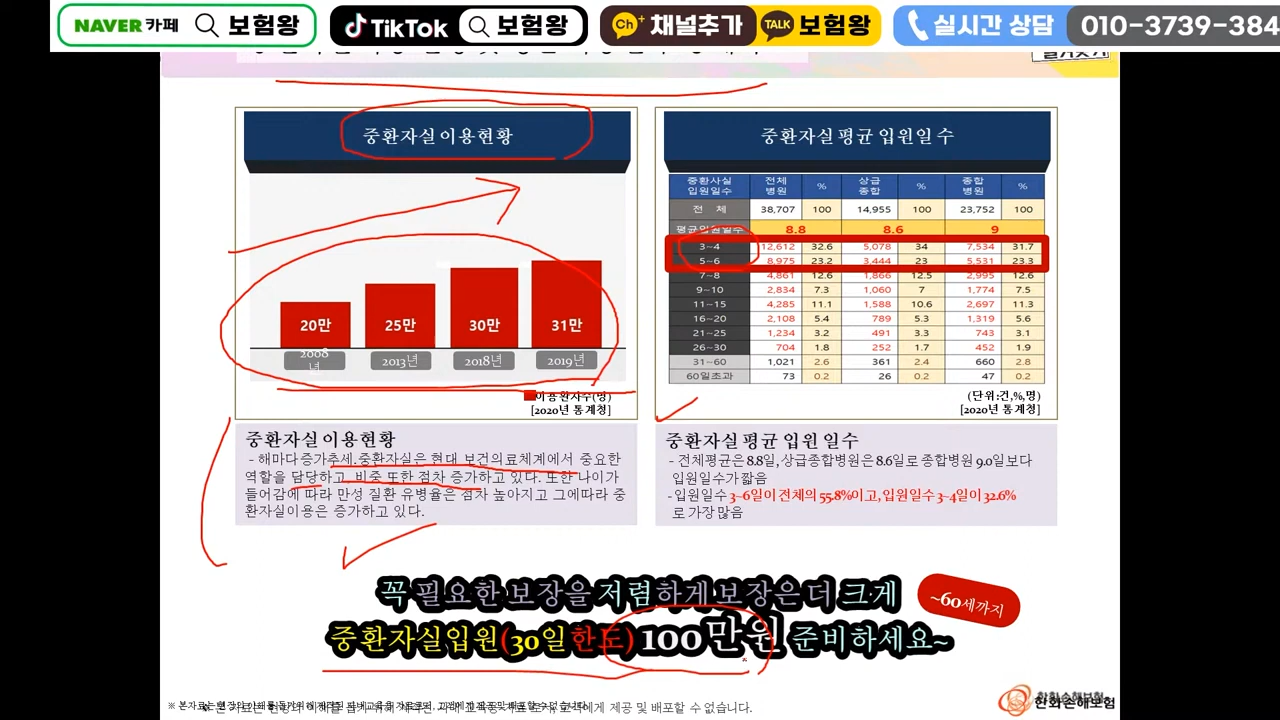 NAVER 카페 보험왕 TikTok 보험왕 Ch+ 채널추가 TALK 보험왕 실시간 상담 010-3739-384
중환자실 이용현황
20만 25만 30만 31만
2008년 2013년 2018년 2019년
이용환자수(명)
[2020년 통계청]
중환자실 이용현황
- 해마다 증가추세. 중환자실은 현대 보건의료체계에서 중요한
역할을 담당하고, 비중 또한 점차 증가하고 있다. 또한 나이가
들어감에 따라 만성 질환 유병율은 점차 높아지고 그에따라 중
환자실이용은 증가하고 있다.
중환자실 평균 입원일 수
중환자실 입원일수 전체 병원 % 상급 종합 % 종합 병원 %
전 체 38,707 100 14,955 100 23,752 100
평균입원일수 8.8 8.6 9
3~4 12,612 32.6 5,078 34 7,534 31.7
5~6 8,975 23.2 3,444 23 5,531 23.3
7~8 4,861 12.6 1,866 12.5 2,995 12.6
9~10 2,834 7.3 1,060 7 1,774 7.5
11~15 4,285 11.1 1,588 10.6 2,697 11.3
16~20 2,108 5.4 789 5.3 1,319 5.6
21~25 1,234 3.2 491 3.3 743 3.1
26~30 704 1.8 252 1.7 452 1.9
31~60 1,021 2.6 361 2.4 660 2.8
60일초과 73 0.2 26 0.2 47 0.2
(단위:건,%,명)
[2020년 통계청]
중환자실 평균 입원 일수
- 전체평균은 8.8일, 상급종합병원은 8.6일로 종합병원 9.0일보다
입원일수가 짧음
- 입원일수 3~6일이 전체의 55.8%이고, 입원일수 3~4일이 32.6%
로 가장 많음
꼭 필요한 보장을 저렴하게 보장은 더 크게
~60세까지
중환자실입원(30일한도) 100만원 준비하세요~
한화손해보험
에게 제공 및 배포할 수 없습니다.